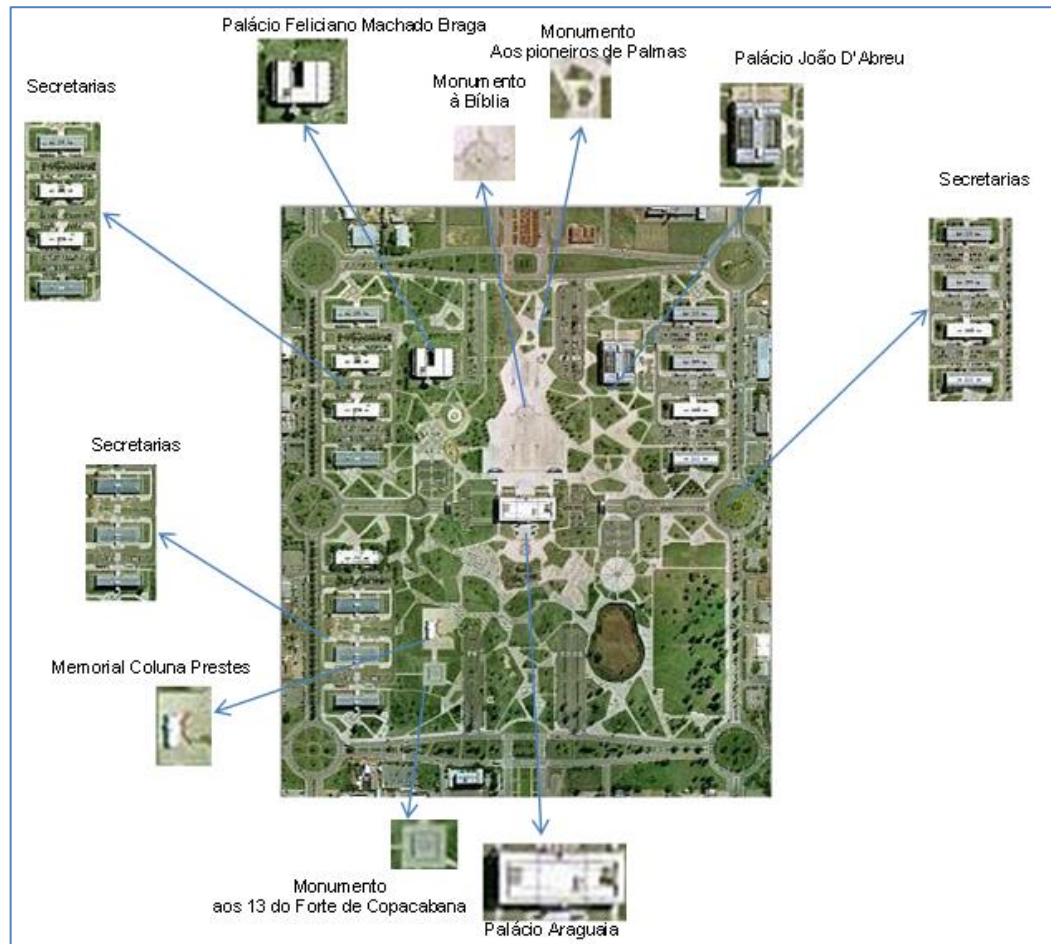 Palácio Feliciano Machado Braga
Monumento
Aos pioneiros de Palmas
Monumento
à Bíblia
Palácio João D'Abreu
Secretarias
Secretarias
Secretarias
Memorial Coluna Prestes
Monumento
aos 13 do Forte de Copacabana
Palácio Araguaia